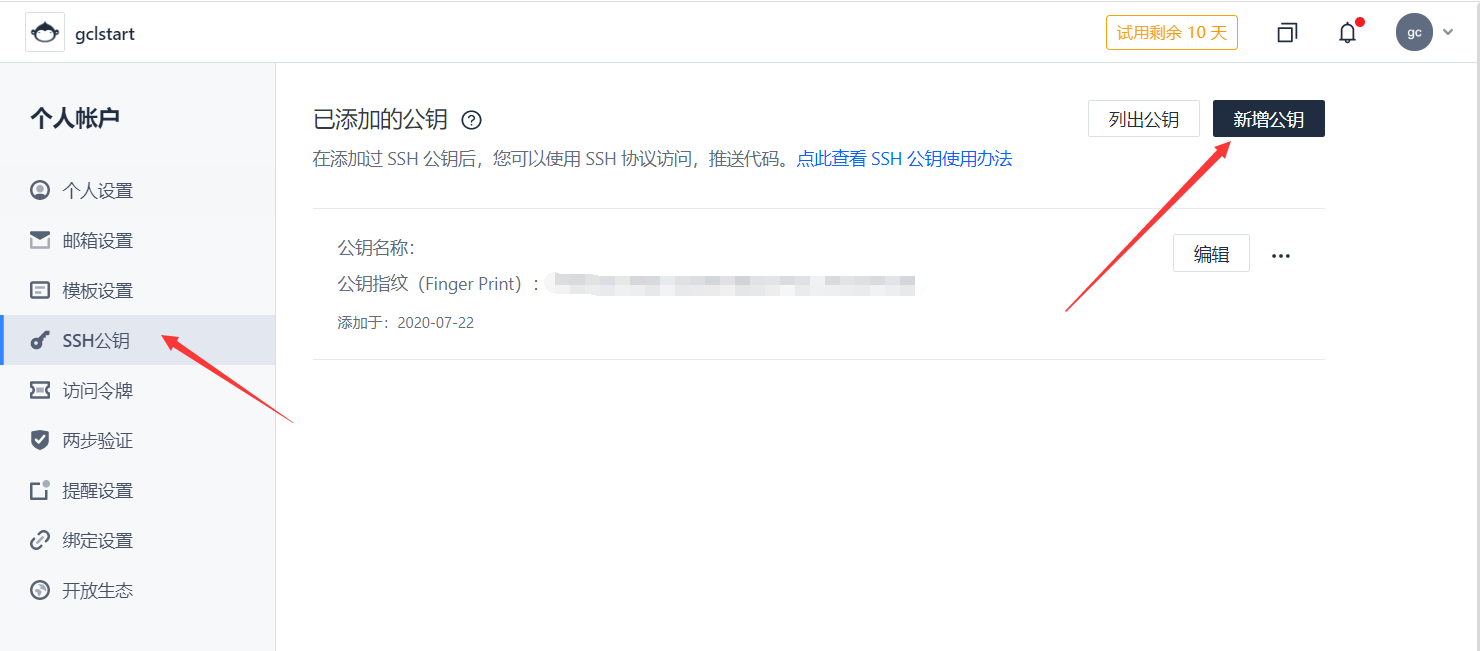 gclstart
试用剩余 10 天
gc
个人帐户
个人设置
邮箱设置
模板设置
SSH公钥
访问令牌
两步验证
提醒设置
绑定设置
开放生态
已添加的公钥 ?
列出公钥
新增公钥
在添加过 SSH 公钥后，您可以使用 SSH 协议访问，推送代码。点此查看 SSH 公钥使用办法
公钥名称:
编辑
公钥指纹（Finger Print）:
添加于：2020-07-22